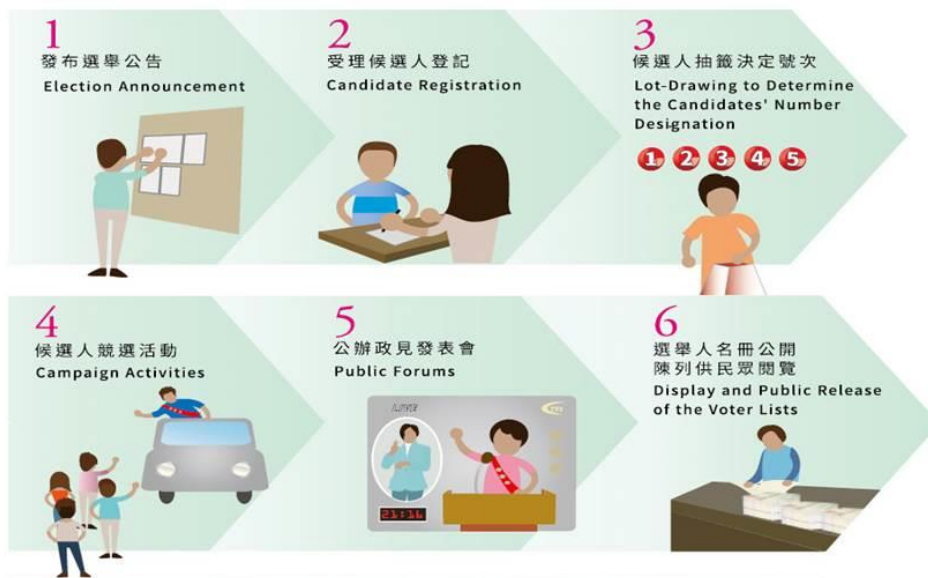 1
發布選舉公告
Election Announcement
2
受理候選人登記
Candidate Registration
3
候選人抽籤決定號次
Lot-Drawing to Determine
the Candidates' Number
Designation
1 2 3 4 5
4
候選人競選活動
Campaign Activities
5
公辦政見發表會
Public Forums
21:16
6
選舉人名冊公開
陳列供民眾閱覽
Display and Public Release
of the Voter Lists